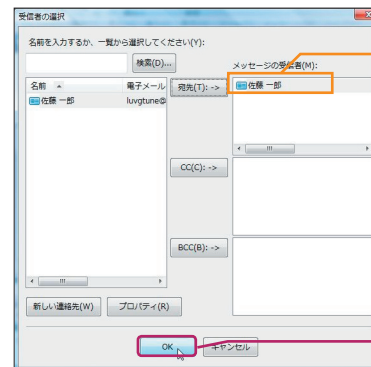 受信者の選択
名前を入力するか、一覧から選択してください(Y):
検索(D)...
メッセージの受信者(M):
名前 電子メール
宛先(T): ->
佐藤 一郎
佐藤 一郎 luvgtune@
CC(C): ->
BCC(B): ->
新しい連絡先(W) プロパティ(R)
OK キャンセル